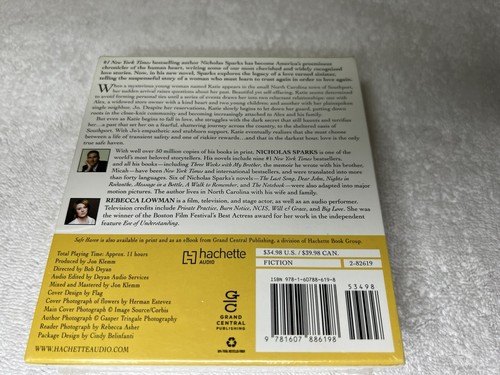 #1 New York Times bestselling author Nicholas Sparks has become America's preeminent
chronicler of the human heart, writing some of our most cherished and widely recognized
love stories. Now, in his new novel, Sparks explores the legacy of a love turned sinister,
telling the suspenseful story of a woman who must learn to trust again in order to love again.
When a mysterious young woman named Katie appears in the small North Carolina town of Southport,
her sudden arrival raises questions about her past. Beautiful yet self-effacing, Katie seems determined
to avoid forming personal ties until a series of events draws her into two reluctant relationships: one with
Alex, a widowed store owner with a kind heart and two young children; and another with her plainspoken
single neighbor, Jo. Despite her reservations, Katie slowly begins to let down her guard, putting down
roots in the close-knit community and becoming increasingly attached to Alex and his family.
But even as Katie begins to fall in love, she struggles with the dark secret that still haunts and terrifies
her...a past that set her on a fearful, shattering journey across the country, to the sheltered oasis of
Southport. With Jo's empathic and stubborn support, Katie eventually realizes that she must choose
between a life of transient safety and one of riskier rewards...and that in the darkest hour, love is the only
true safe haven.
With well over 50 million copies of his books in print, NICHOLAS SPARKS is one of
the world's most beloved storytellers. His novels include nine #1 New York Times bestsellers,
and all his books—including Three Weeks with My Brother, the memoir he wrote with his brother,
Micah—have been New York Times and international bestsellers, and were translated into
more than forty languages. Six of Nicholas Sparks's novels—The Last Song, Dear John, Nights in
Rodanthe, Message in a Bottle, A Walk to Remember, and The Notebook—were also adapted into major
motion pictures. The author lives in North Carolina with his wife and family.
REBECCA LOWMAN is a film, television, and stage actor, as well as an audio performer.
Television credits include Private Practice, Burn Notice, NCIS, Will & Grace, and Big Love. She was
the winner of the Boston Film Festival's Best Actress award for her work in the independent
feature Eve of Understanding.
Safe Haven is also available in print and as an eBook from Grand Central Publishing, a division of Hachette Book Group.
Total Playing Time: Approx. 11 hours
Produced by Jon Klemm
Directed by Bob Deyan
Audio Editing by Deyan Audio Services
Mixed and Mastered by Jon Klemm
Cover Design by Flag
Cover Photograph of flowers by Herman Estevez
Main Cover Photograph © Image Source/Corbis
Author Photograph © Gasper Tringale Photography
Reader Photograph by Rebecca Asher
Package Design by Cindy Belinfanti
WWW.HACHETTEAUDIO.COM
hachette
AUDIO
GRAND
CENTRAL
PUBLISHING
$34.98 U.S. / $39.98 CAN.
FICTION 2-82619
ISBN 978-1-60788-619-8
53498
9 781607 886198